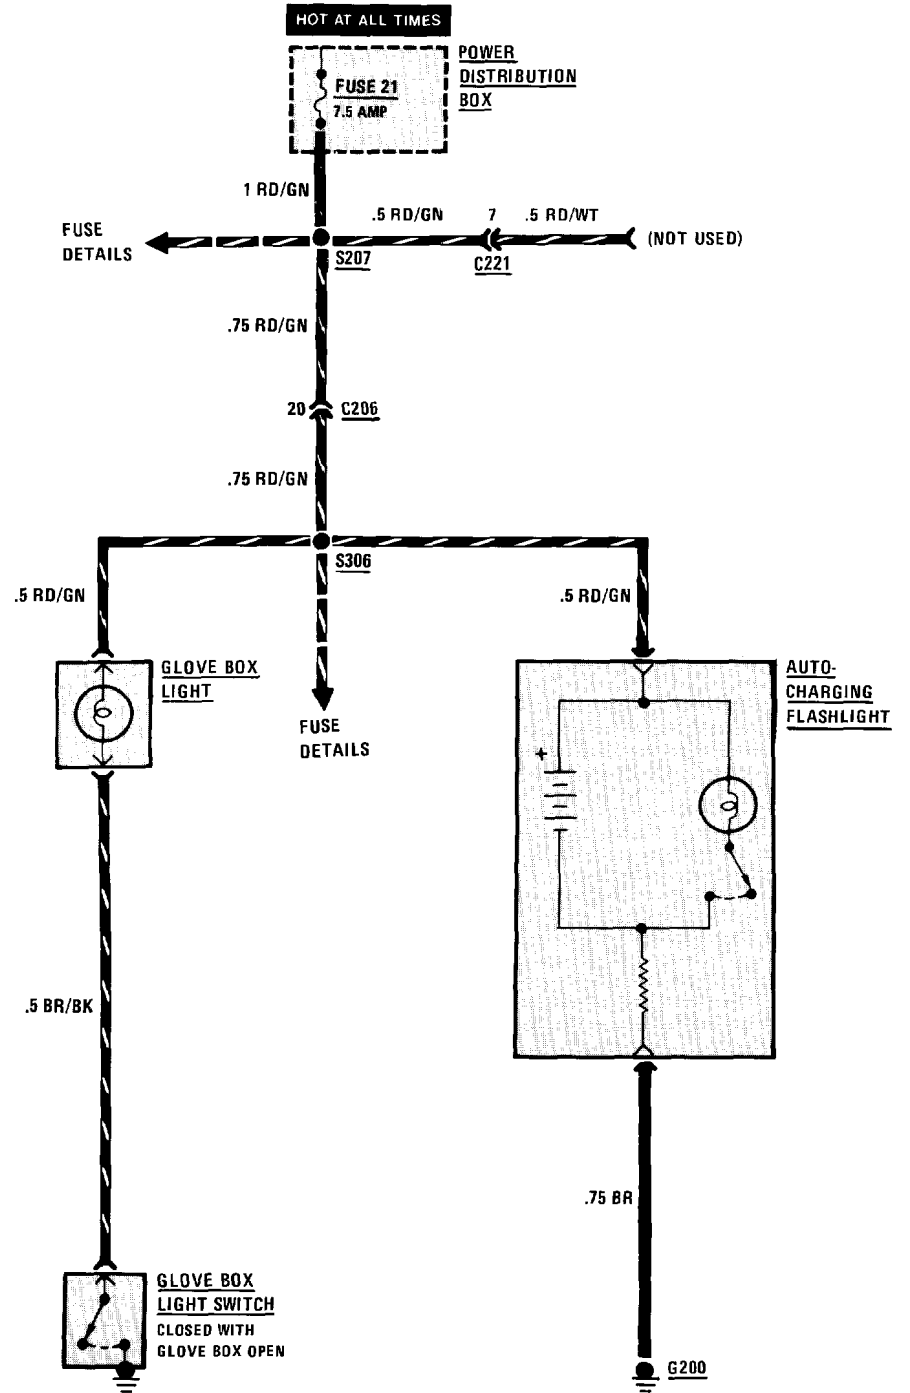 HOT AT ALL TIMES
POWER
DISTRIBUTION
BOX
FUSE 21
7.5 AMP
1 RD/GN
.5 RD/GN
7
.5 RD/WT
FUSE
DETAILS
(NOT USED)
S207
C221
.75 RD/GN
20
C206
.75 RD/GN
S306
.5 RD/GN
.5 RD/GN
GLOVE BOX
LIGHT
AUTO-
CHARGING
FLASHLIGHT
FUSE
DETAILS
+
.5 BR/BK
.75 BR
GLOVE BOX
LIGHT SWITCH
CLOSED WITH
GLOVE BOX OPEN
G200